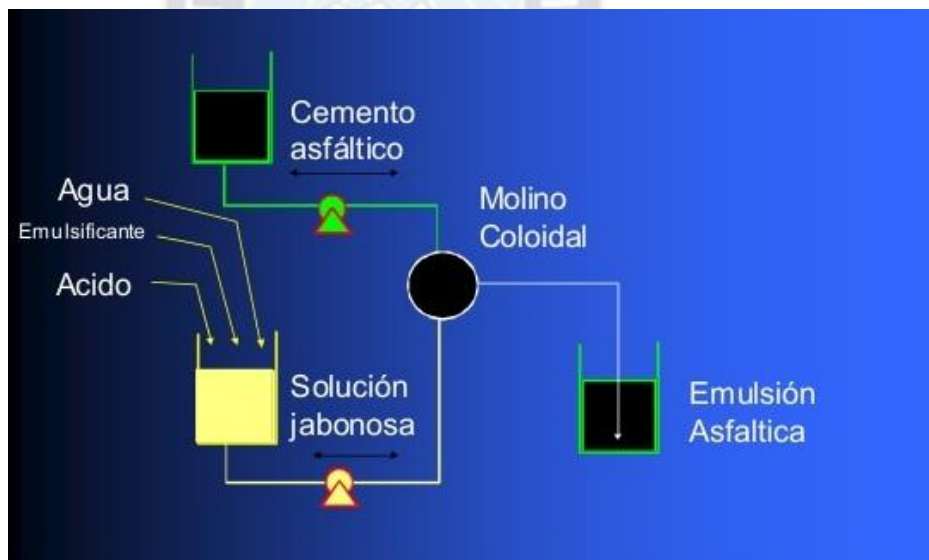 Cemento
asfáltico
Agua
Emulsificante
Acido
Molino
Coloidal
Solución
jabonosa
Emulsión
Asfaltica